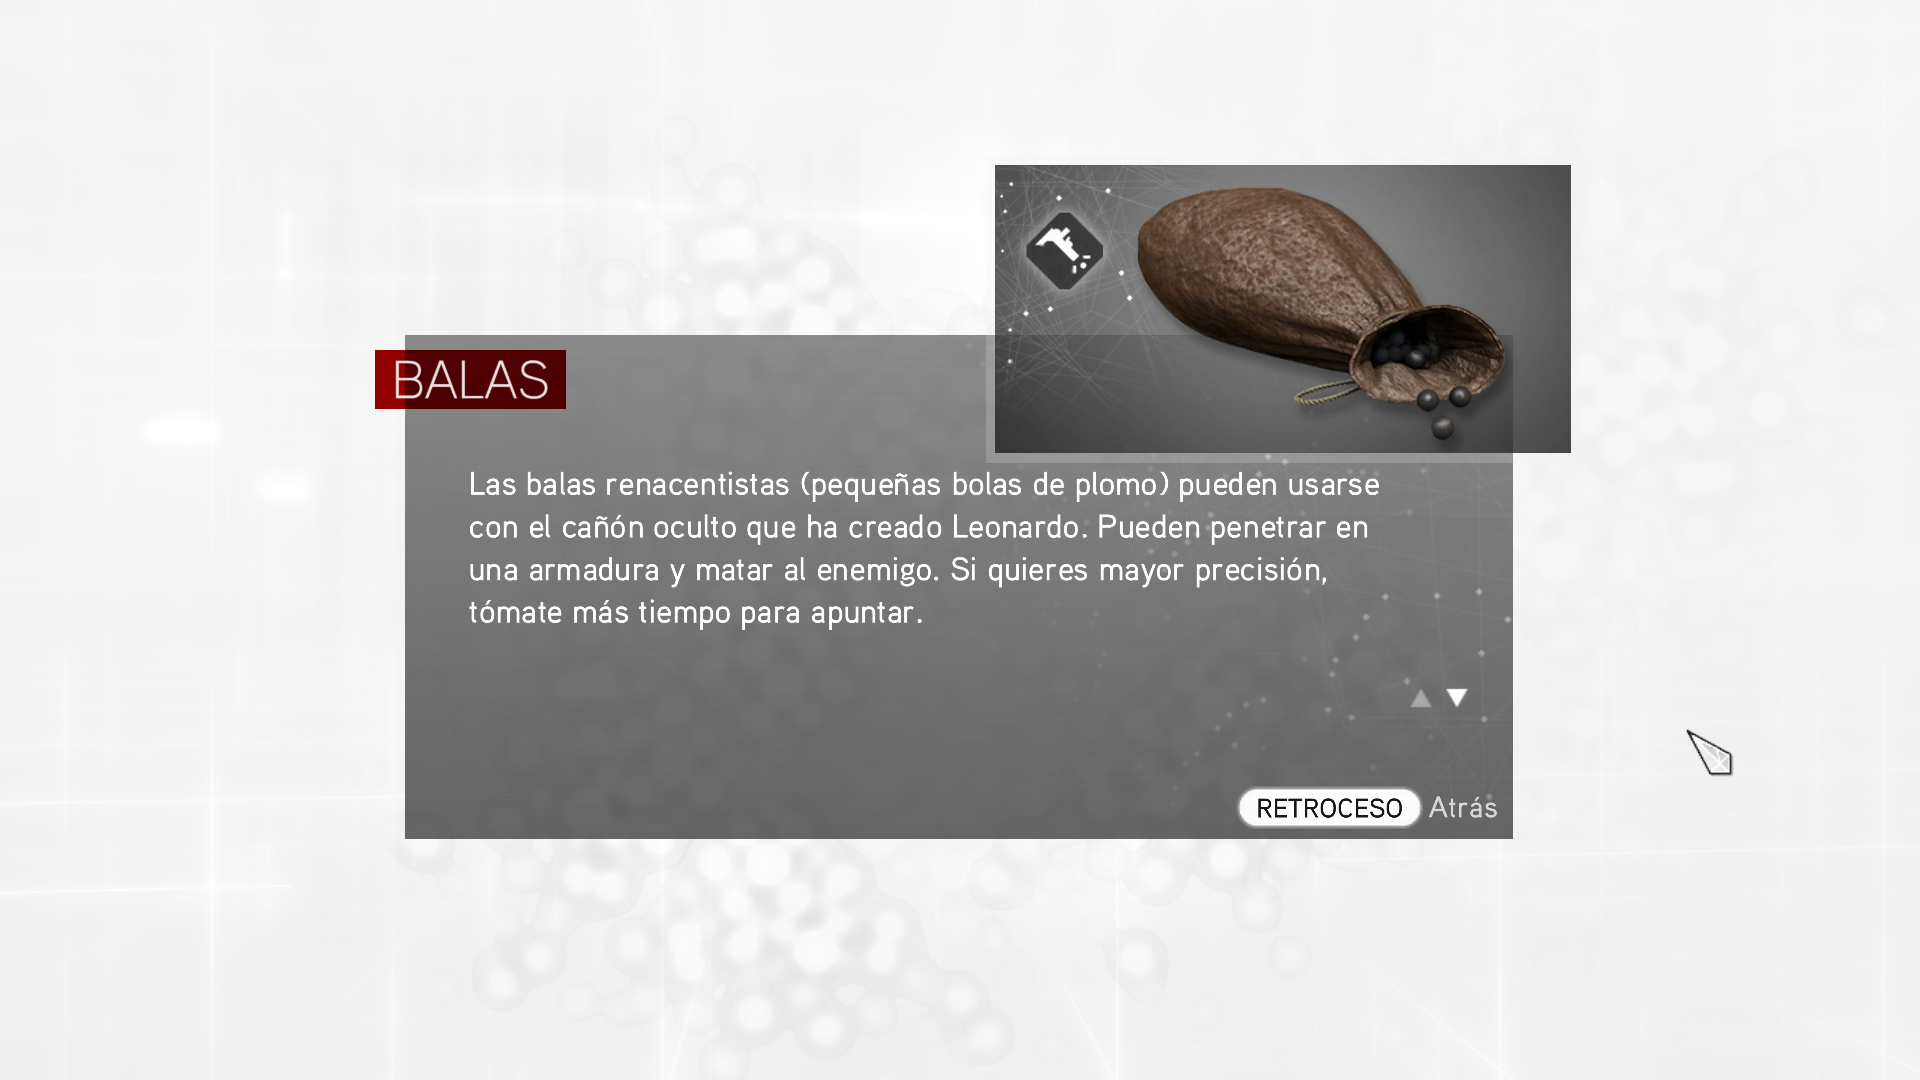 BALAS
Las balas renacentistas (pequeñas bolas de plomo) pueden usarse
con el cañón oculto que ha creado Leonardo. Pueden penetrar en
una armadura y matar al enemigo. Si quieres mayor precisión,
tómate más tiempo para apuntar.
RETROCESO Atrás